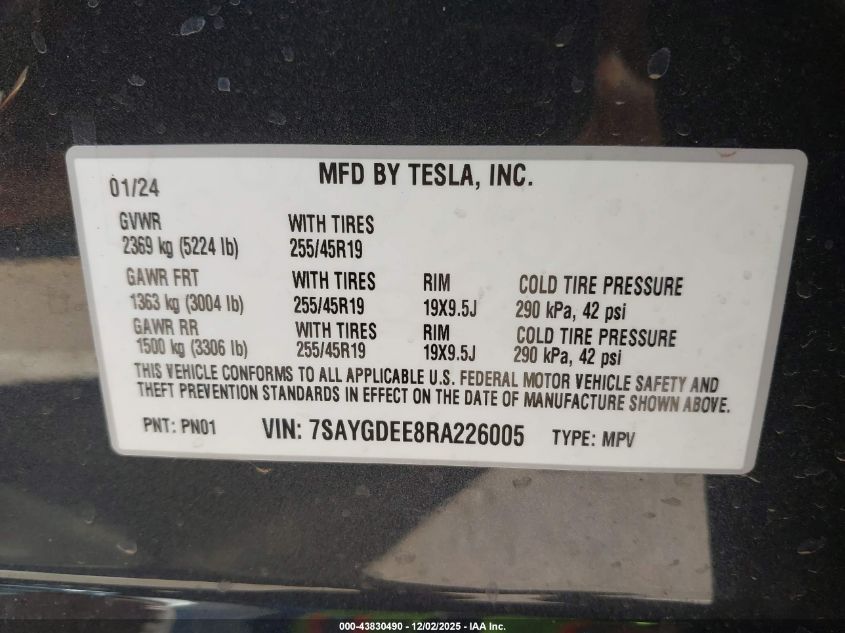 MFD BY TESLA, INC.
01/24
GVWR WITH TIRES
2369 kg (5224 lb) 255/45R19
GAWR FRT WITH TIRES RIM COLD TIRE PRESSURE
1363 kg (3004 lb) 255/45R19 19X9.5J 290 kPa, 42 psi
GAWR RR WITH TIRES RIM COLD TIRE PRESSURE
1500 kg (3306 lb) 255/45R19 19X9.5J 290 kPa, 42 psi
THIS VEHICLE CONFORMS TO ALL APPLICABLE U.S. FEDERAL MOTOR VEHICLE SAFETY AND
THEFT PREVENTION STANDARDS IN EFFECT ON THE DATE OF MANUFACTURE SHOWN ABOVE.
PNT: PN01 VIN: 7SAYGDEE8RA226005 TYPE: MPV
000-43830490 - 12/02/2025 - IAA Inc.